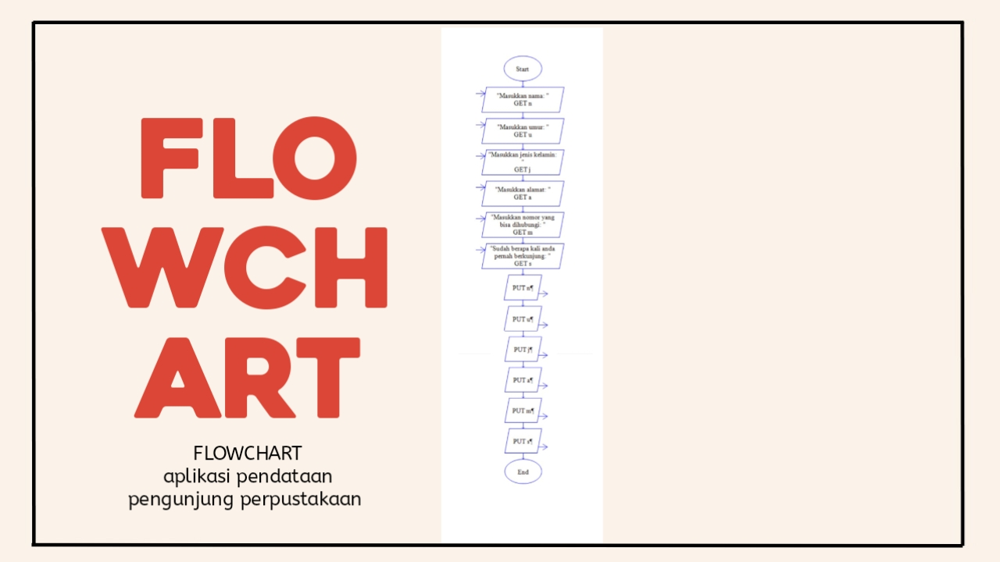 FLO
WCH
ART
FLOWCHART
aplikasi pendataan
pengunjung perpustakaan
Start
"Masukkan nama: "
GET n
"Masukkan umur: "
GET u
"Masukkan jenis kelamin:
"
GET j
"Masukkan alamat: "
GET a
"Masukkan nomor yang
bisa dihubungi: "
GET m
"Sudah berapa kali anda
pernah berkunjung: "
GET s
PUT n¶
PUT u¶
PUT j¶
PUT a¶
PUT m¶
PUT s¶
End